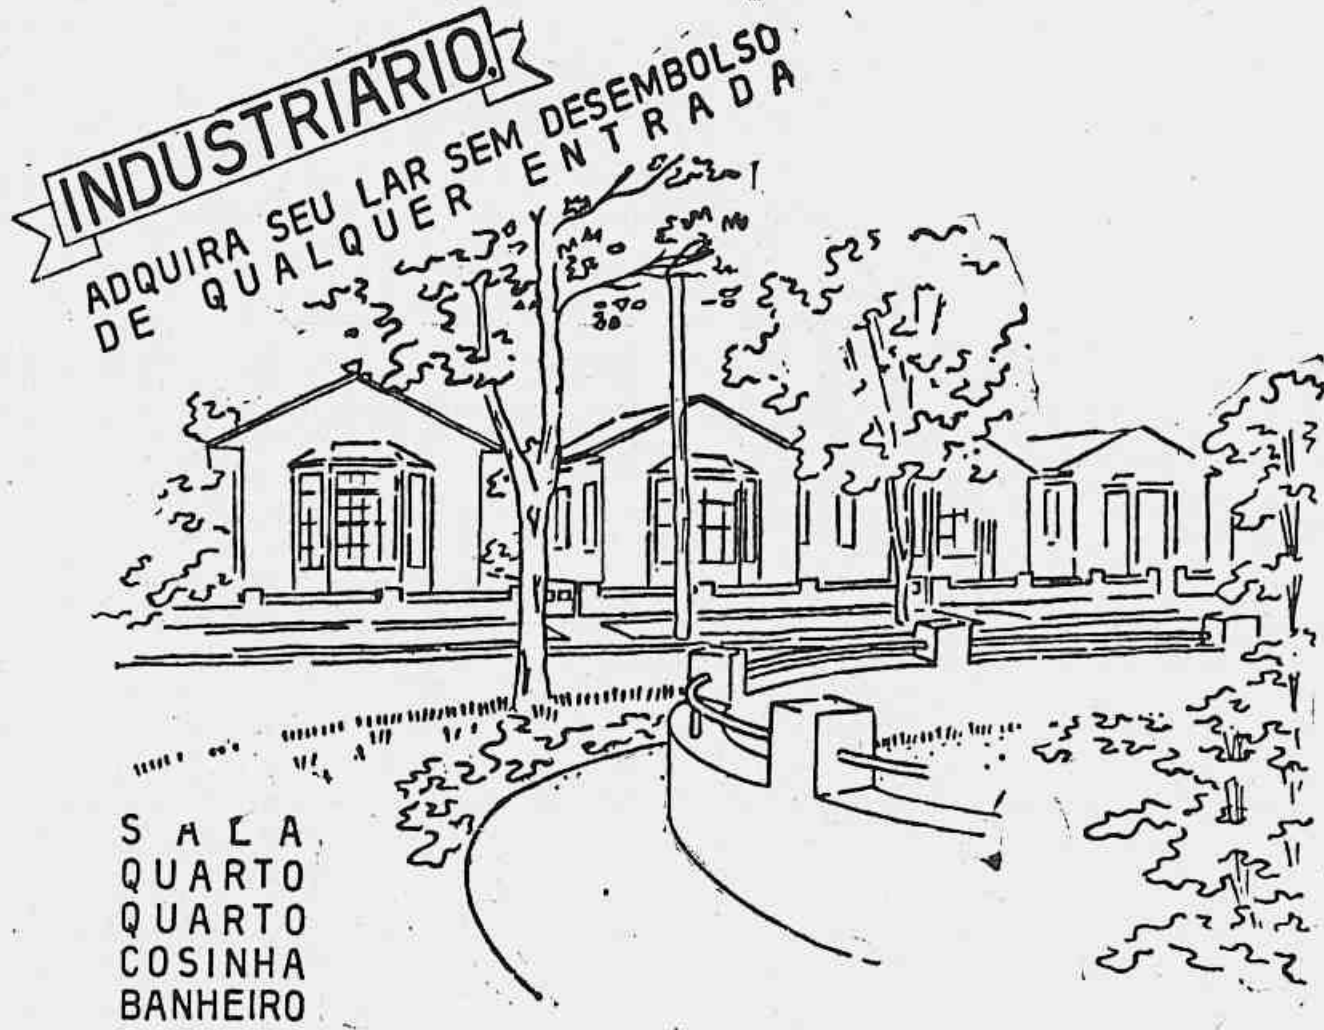 INDUSTRIÁRIO,
ADQUIRA SEU LAR SEM DESEMBOLSO
DE QUALQUER ENTRADA
SALA
QUARTO
QUARTO
COSINHA
BANHEIRO